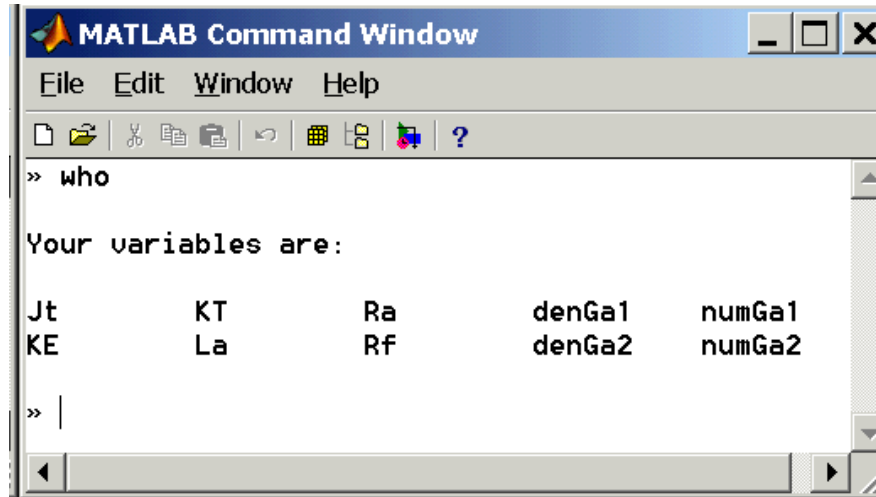 MATLAB Command Window
File Edit Window Help
?
» who
Your variables are:
Jt KT Ra denGa1 numGa1
KE La Rf denGa2 numGa2
»